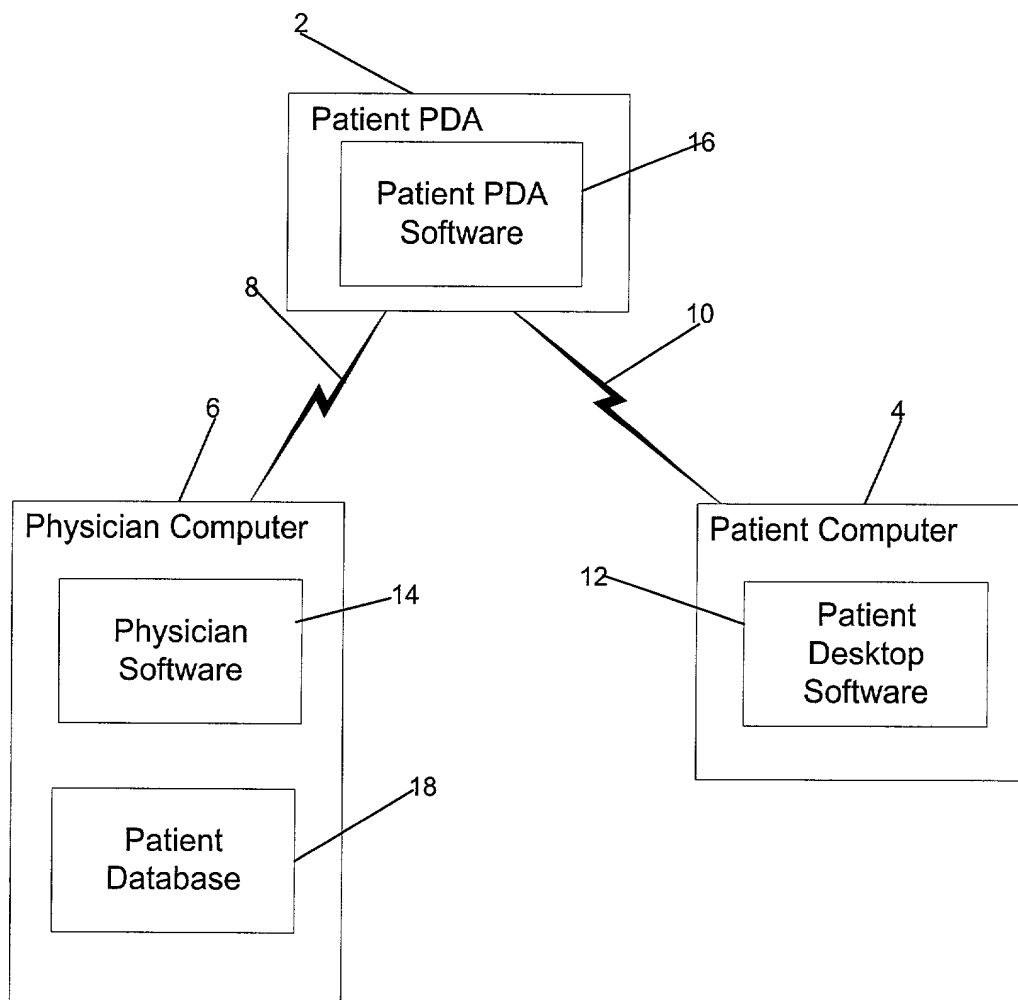 2
Patient PDA
16
Patient PDA
Software
8
10
6
4
Physician Computer
Patient Computer
12
14
Physician
Software
Patient
Desktop
Software
18
Patient
Database